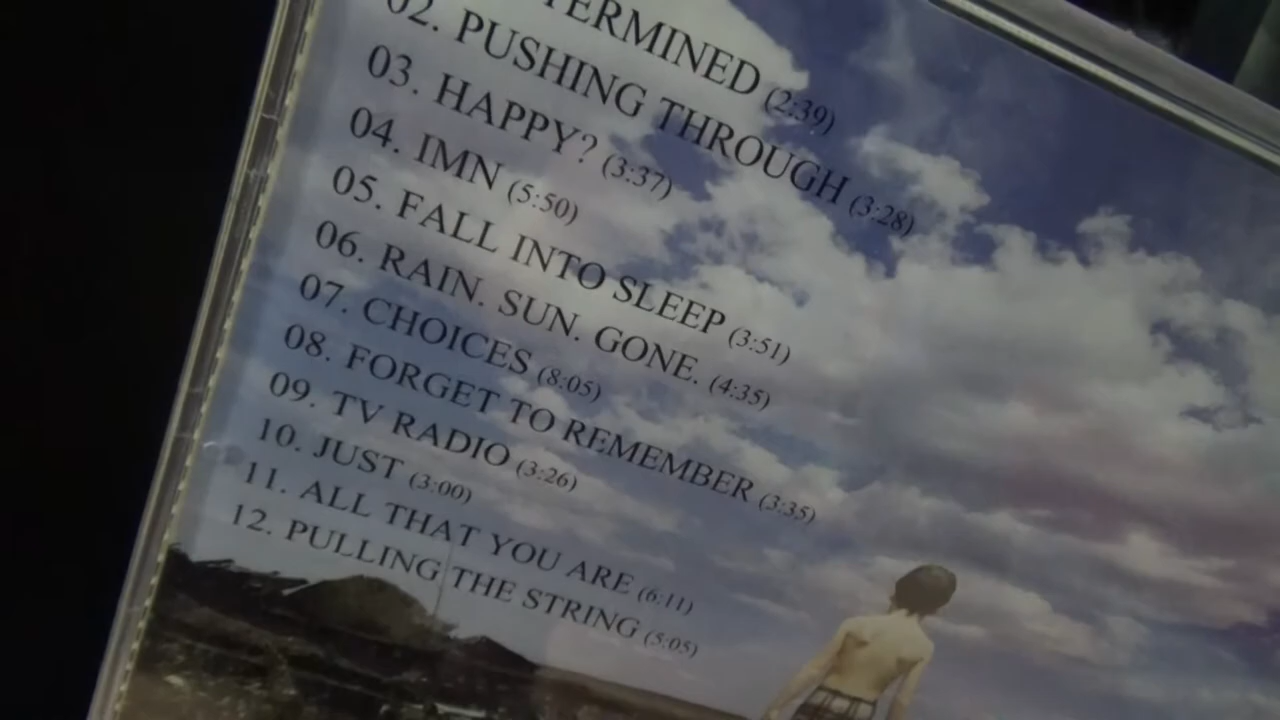 TERMINED (2:39)
02. PUSHING THROUGH (3:28)
03. HAPPY? (3:37)
04. IMN (5:50)
05. FALL INTO SLEEP (3:51)
06. RAIN. SUN. GONE. (4:35)
07. CHOICES (8:05)
08. FORGET TO REMEMBER (3:35)
09. TV RADIO (3:26)
10. JUST (3:00)
11. ALL THAT YOU ARE (6:11)
12. PULLING THE STRING (5:05)